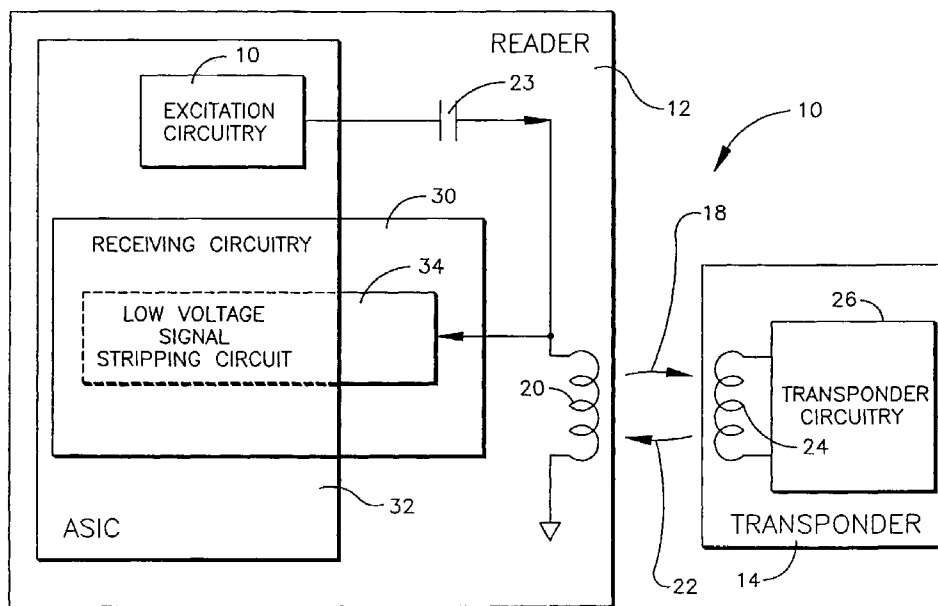 READER
12
10
EXCITATION
CIRCUITRY
23
10
18
30
RECEIVING CIRCUITRY
34
LOW VOLTAGE
SIGNAL
STRIPPING CIRCUIT
20
26
TRANSPONDER
CIRCUITRY
24
22
32
ASIC
TRANSPONDER
14